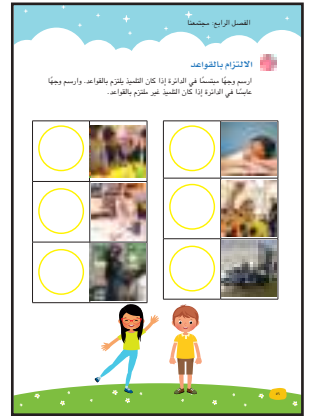 الفصل الرابع: مجتمعنا
الالتزام بالقواعد
ارسم وجهًا مبتسمًا في الدائرة إذا كان التلميذ يلتزم بالقواعد. وارسم وجهًا
عابسًا في الدائرة إذا كان التلميذ غير ملتزم بالقواعد.